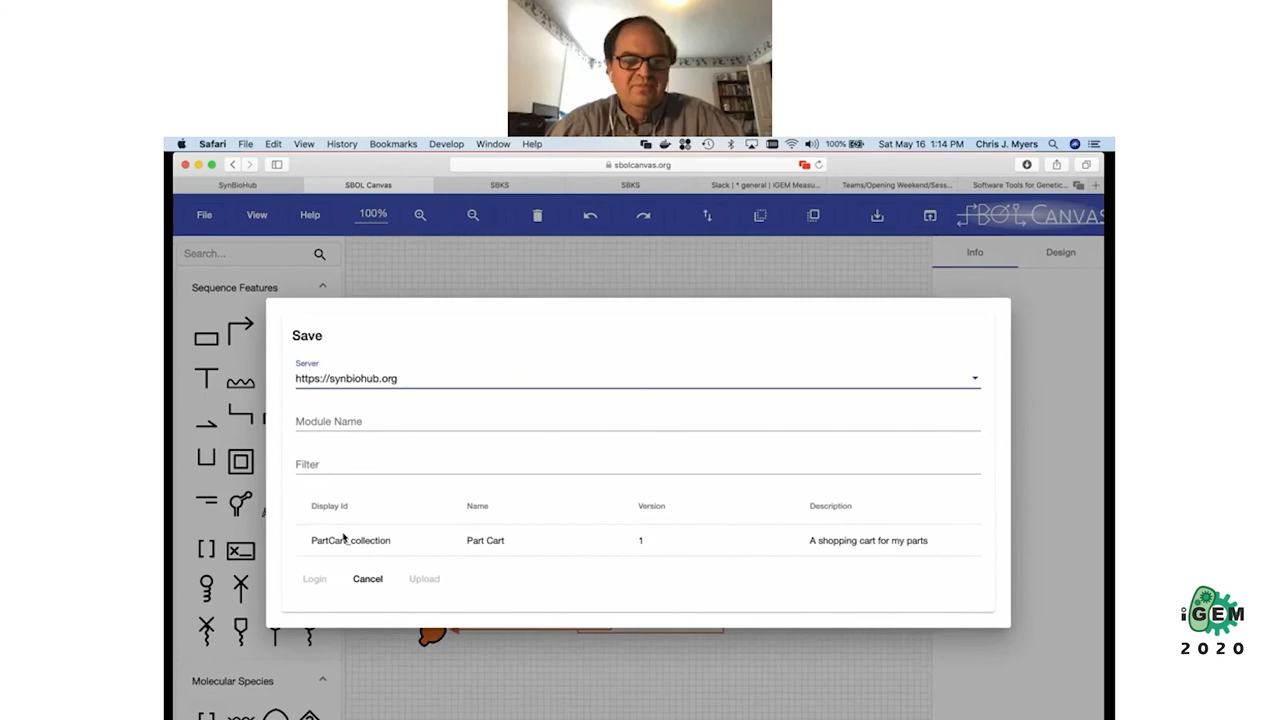 Safari File Edit View History Bookmarks Develop Window Help 100% Sat May 16 1:14 PM Chris J. Myers
sbolcanvas.org
SynBioHub SBOL Canvas SBKS SBKS Slack | * general | iGEM Measu... Teams/Opening Weekend/Sess... Software Tools for Genetic...
File View Help 100% SBOL CANVAS
Search... Info Design
Sequence Features
Save
Server
https://synbiohub.org
Module Name
Filter
Display Id Name Version Description
PartCart_collection Part Cart 1 A shopping cart for my parts
Login Cancel Upload
Molecular Species
iGEM
2020